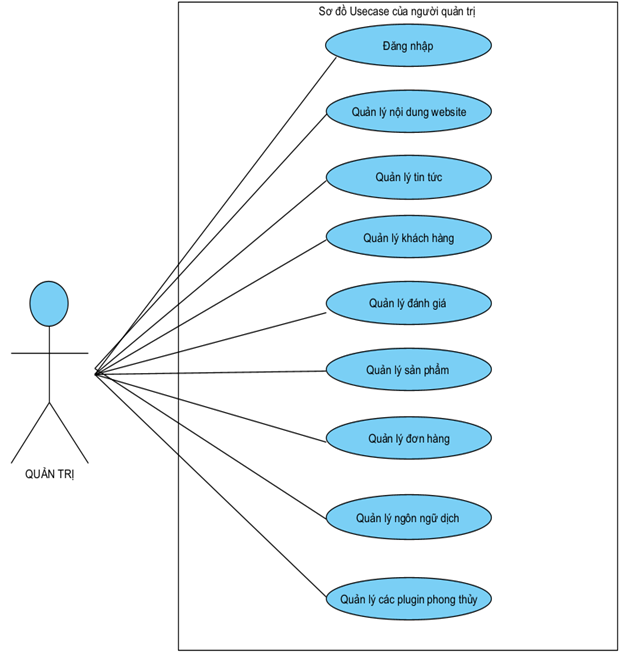 Sơ đồ Usecase của người quản trị
Đăng nhập
Quản lý nội dung website
Quản lý tin tức
Quản lý khách hàng
Quản lý đánh giá
Quản lý sản phẩm
Quản lý đơn hàng
Quản lý ngôn ngữ dịch
Quản lý các plugin phong thủy
QUẢN TRỊ